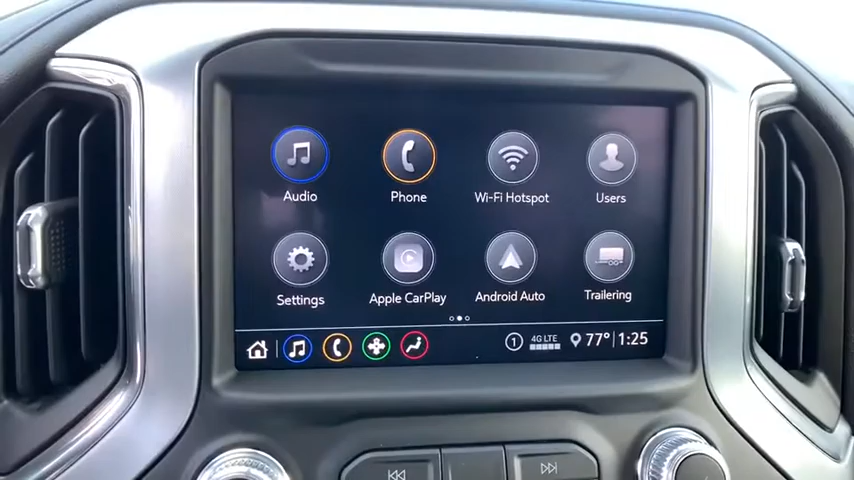 Audio Phone Wi-Fi Hotspot Users
Settings Apple CarPlay Android Auto Trailering
1 4G LTE 77° 1:25